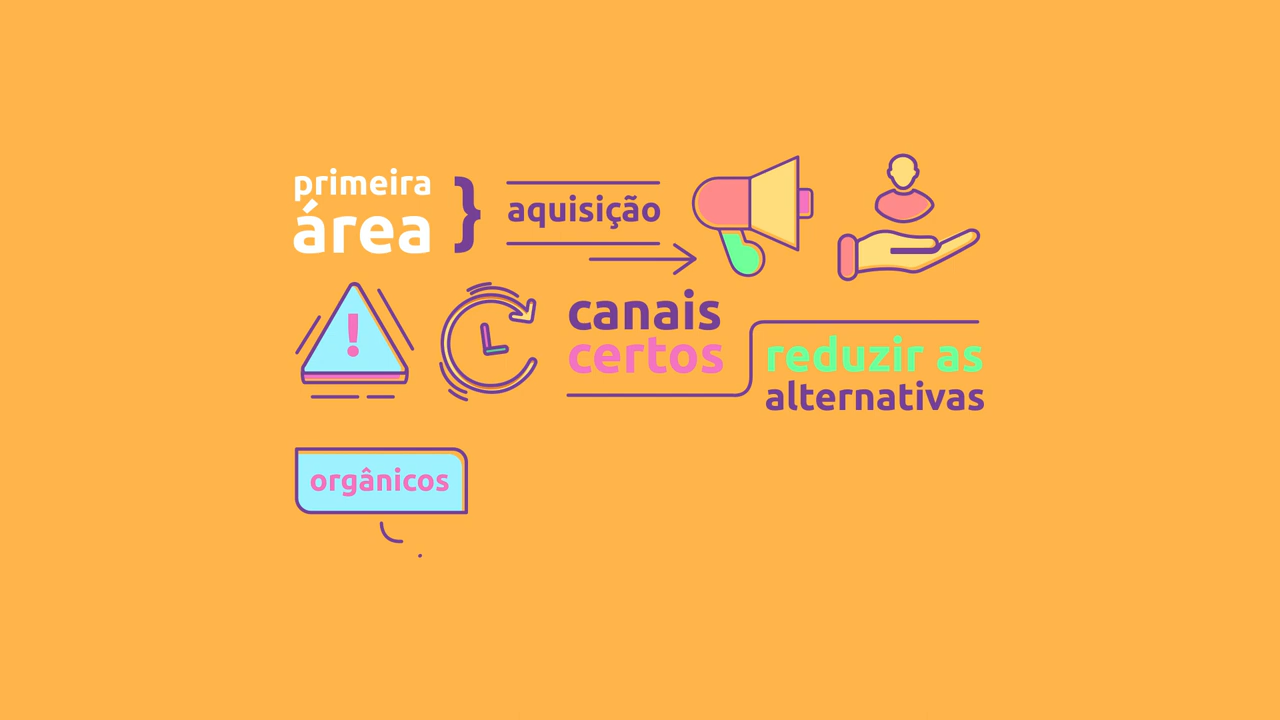 primeira
área
aquisição
canais
certos
reduzir as
alternativas
orgânicos